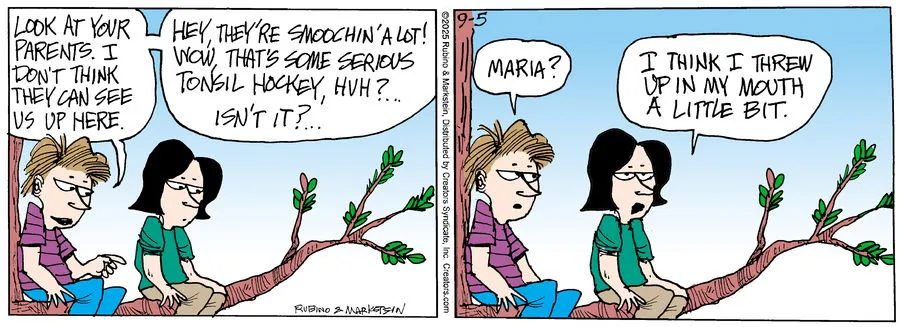 LOOK AT YOUR
PARENTS. I
DON'T THINK
THEY CAN SEE
US UP HERE.
HEY, THEY'RE SMOOCHIN' A LOT!
WOW, THAT'S SOME SERIOUS
TONSIL HOCKEY, HUH?...
ISN'T IT?...
RUBINO & MARKSTEIN
©2025 Rubino & Markstein, Distributed by Creators Syndicate, Inc. Creators.com
9-5
MARIA?
I THINK I THREW
UP IN MY MOUTH
A LITTLE BIT.